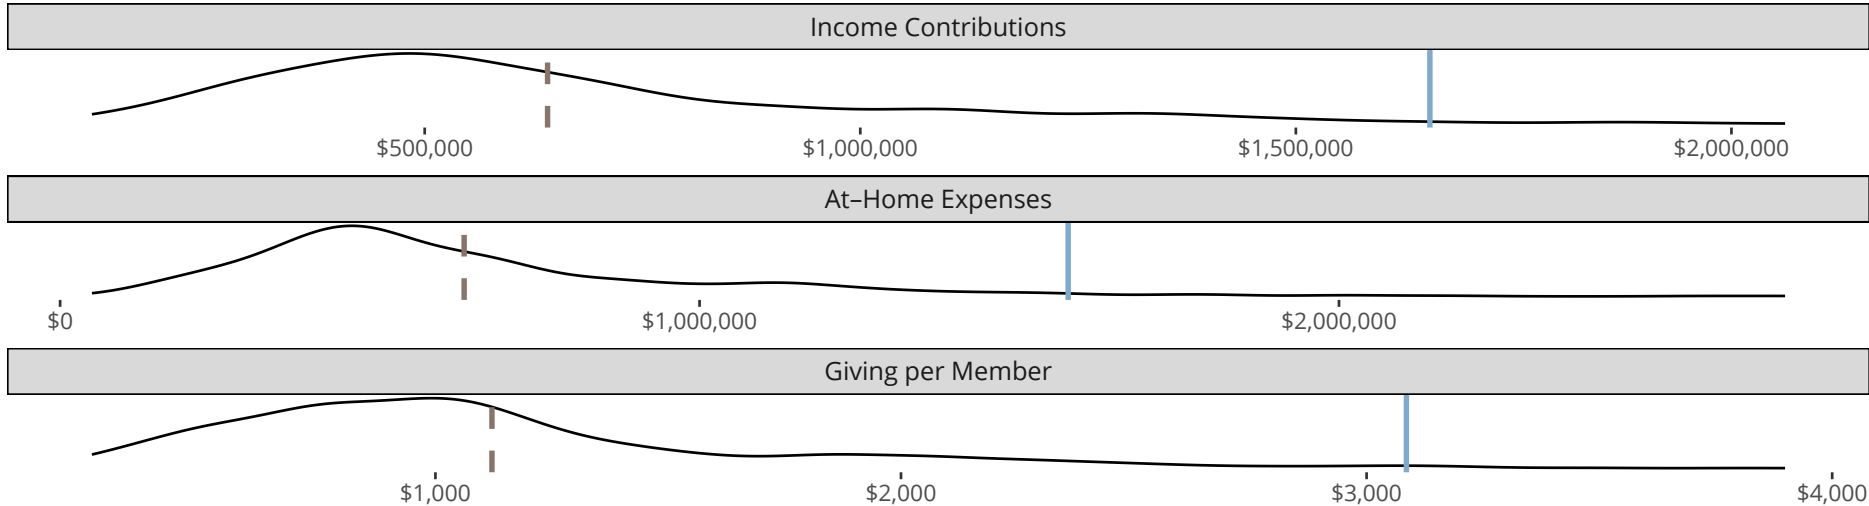 Income Contributions
$500,000 $1,000,000 $1,500,000 $2,000,000
At–Home Expenses
$0 $1,000,000 $2,000,000
Giving per Member
$1,000 $2,000 $3,000 $4,000